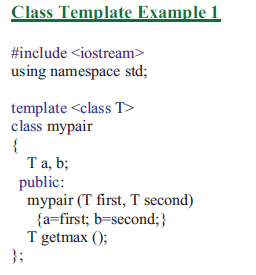 Class Template Example 1
#include <iostream>
using namespace std;
template <class T>
class mypair
{
T a, b;
public:
mypair (T first, T second)
{a=first; b=second;}
T getmax ();
};